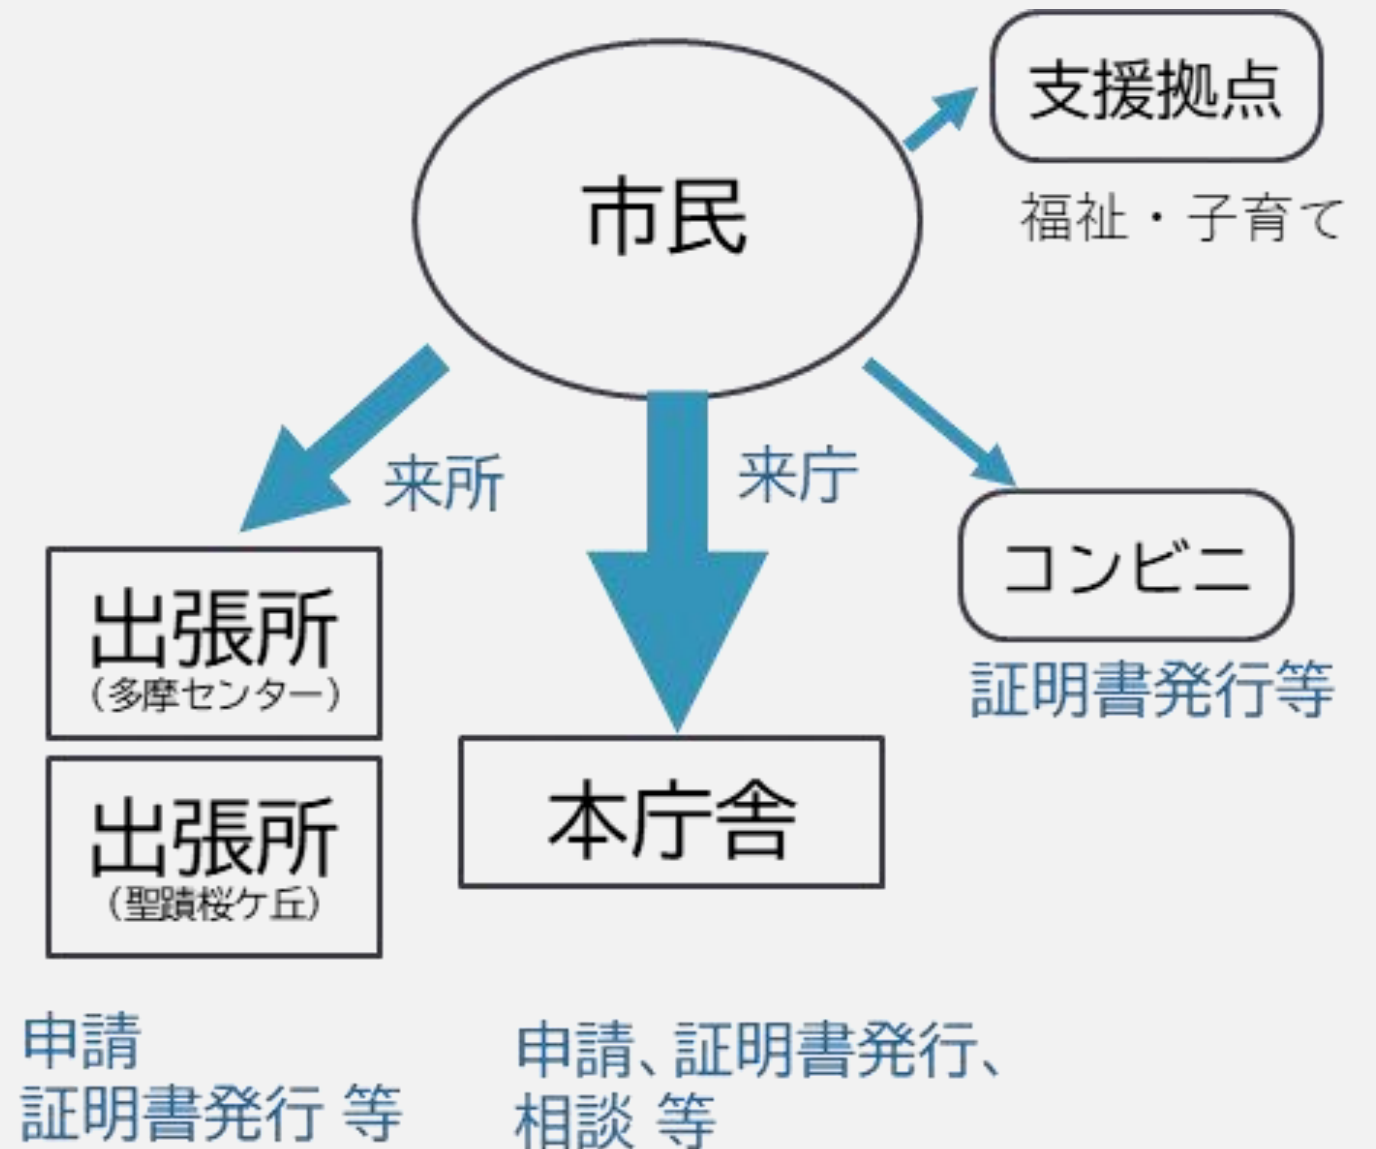 支援拠点
市民
福祉・子育て
来所
来庁
コンビニ
出張所
（多摩センター）
証明書発行等
本庁舎
出張所
（聖蹟桜ケ丘）
申請
証明書発行 等
申請、証明書発行、
相談 等